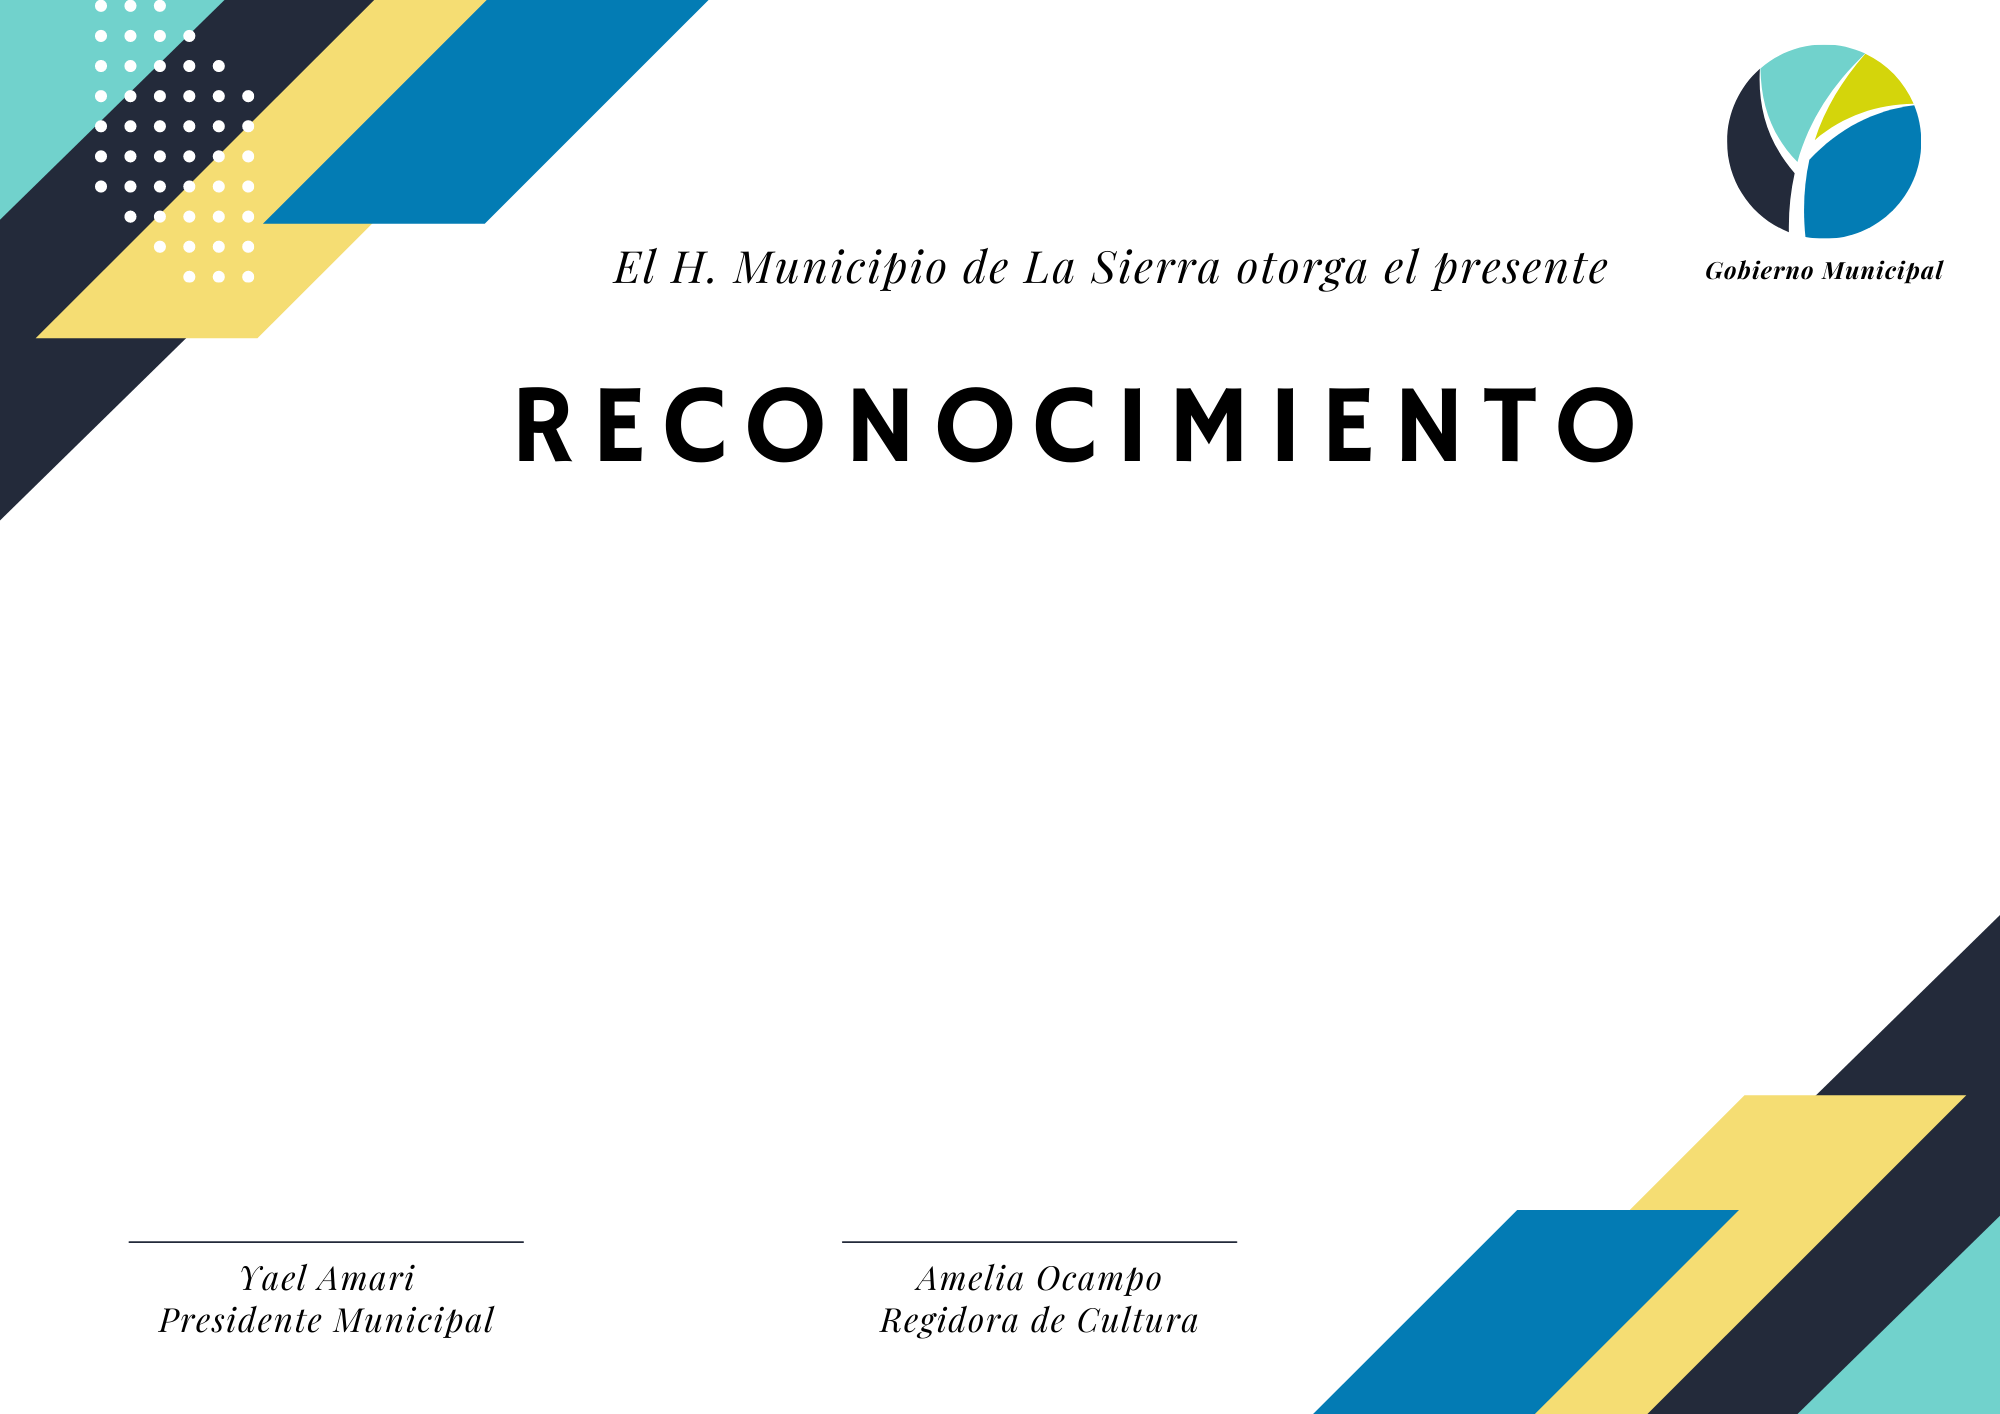 El H. Municipio de La Sierra otorga el presente
Gobierno Municipal
RECONOCIMIENTO
Yael Amari
Presidente Municipal
Amelia Ocampo
Regidora de Cultura